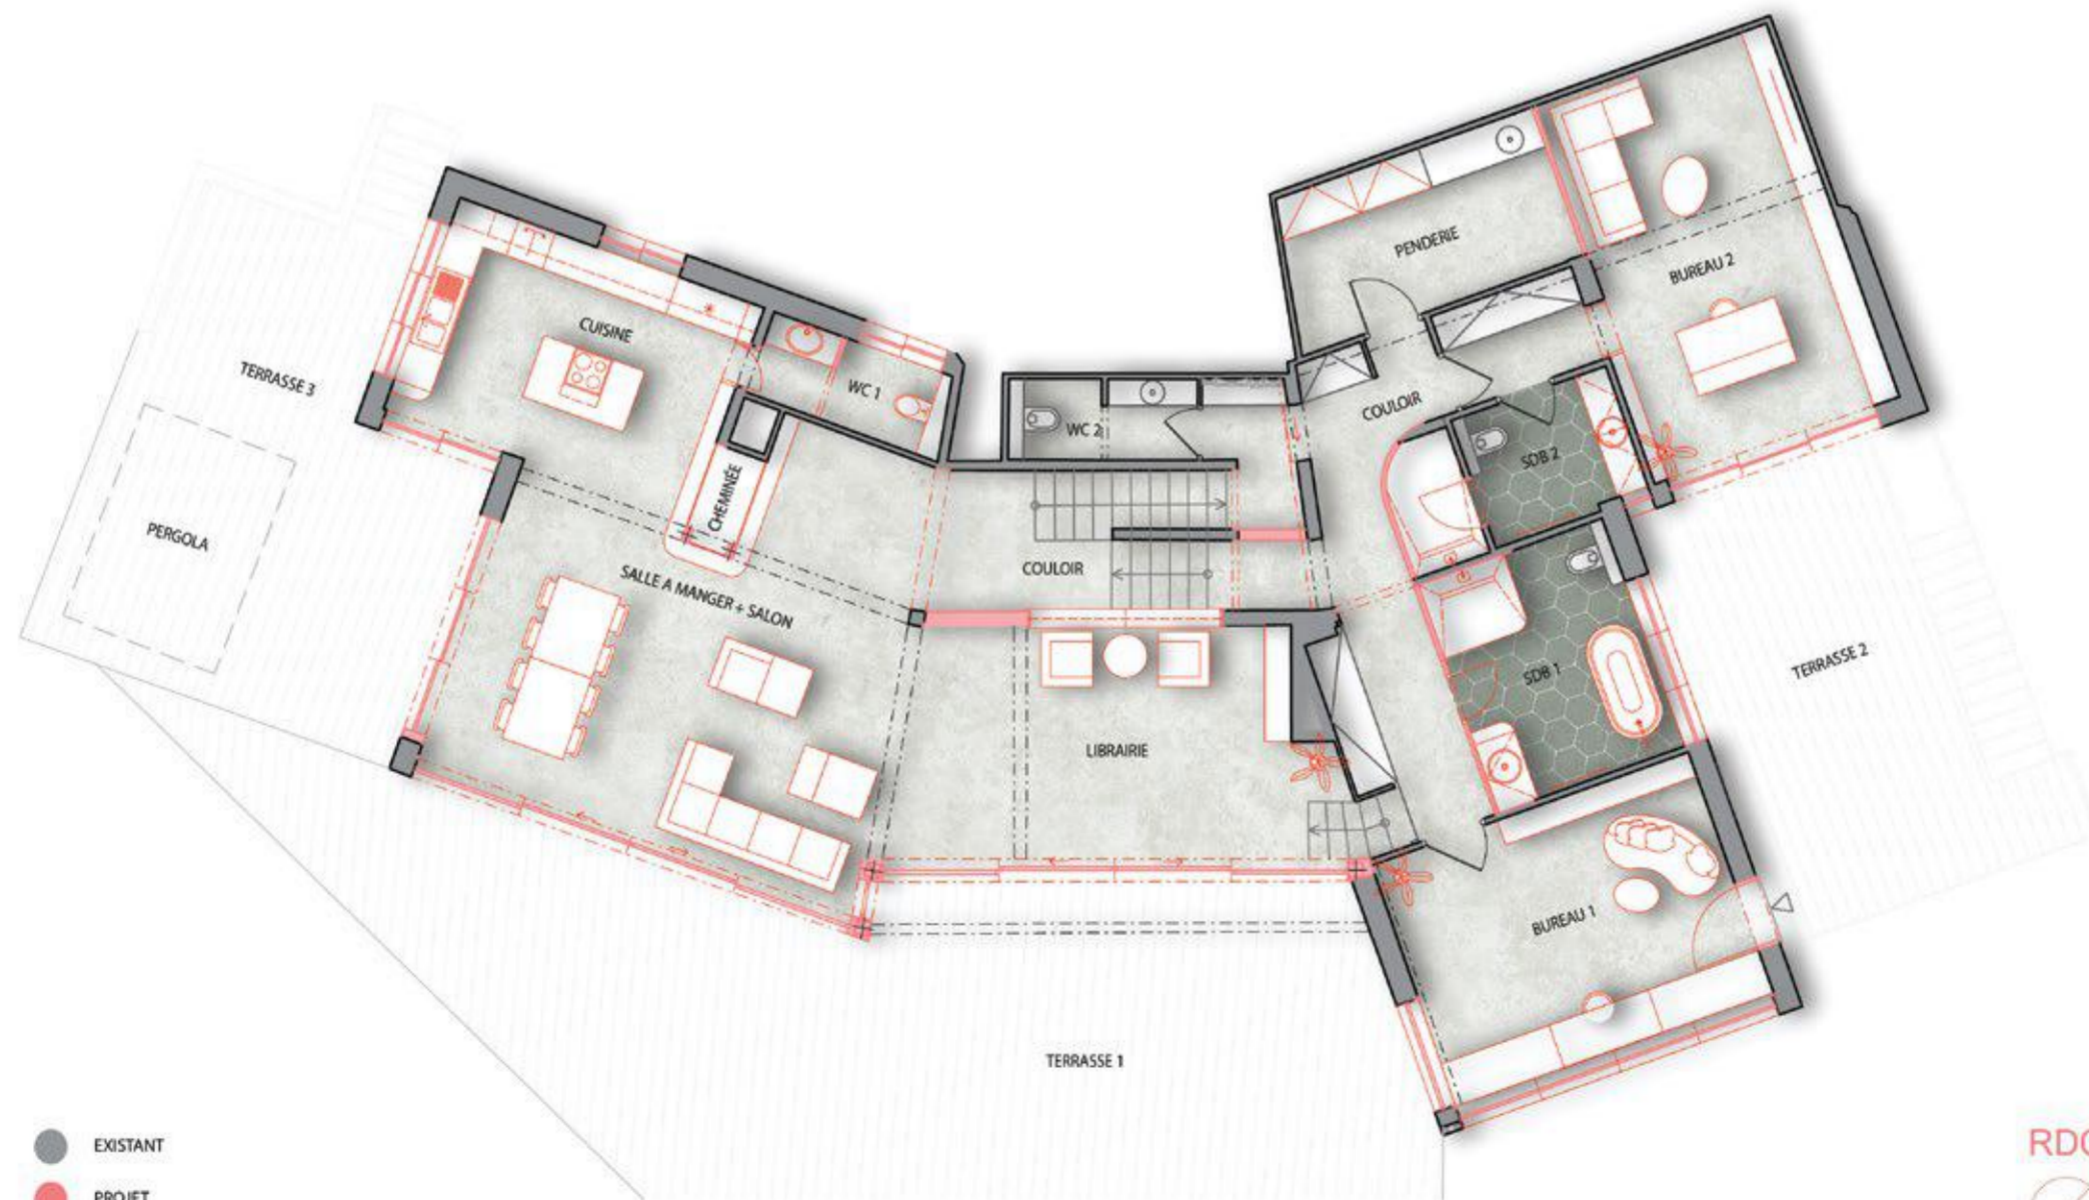 PENDERIE
BUREAU 2
CUISINE
TERRASSE 3
WC 1
COULOIR
WC 2
SDB 2
CHEMINÉE
PERGOLA
COULOIR
SALLE A MANGER + SALON
SDB 1
TERRASSE 2
LIBRAIRIE
BUREAU 1
TERRASSE 1
EXISTANT
RDC
PROJET